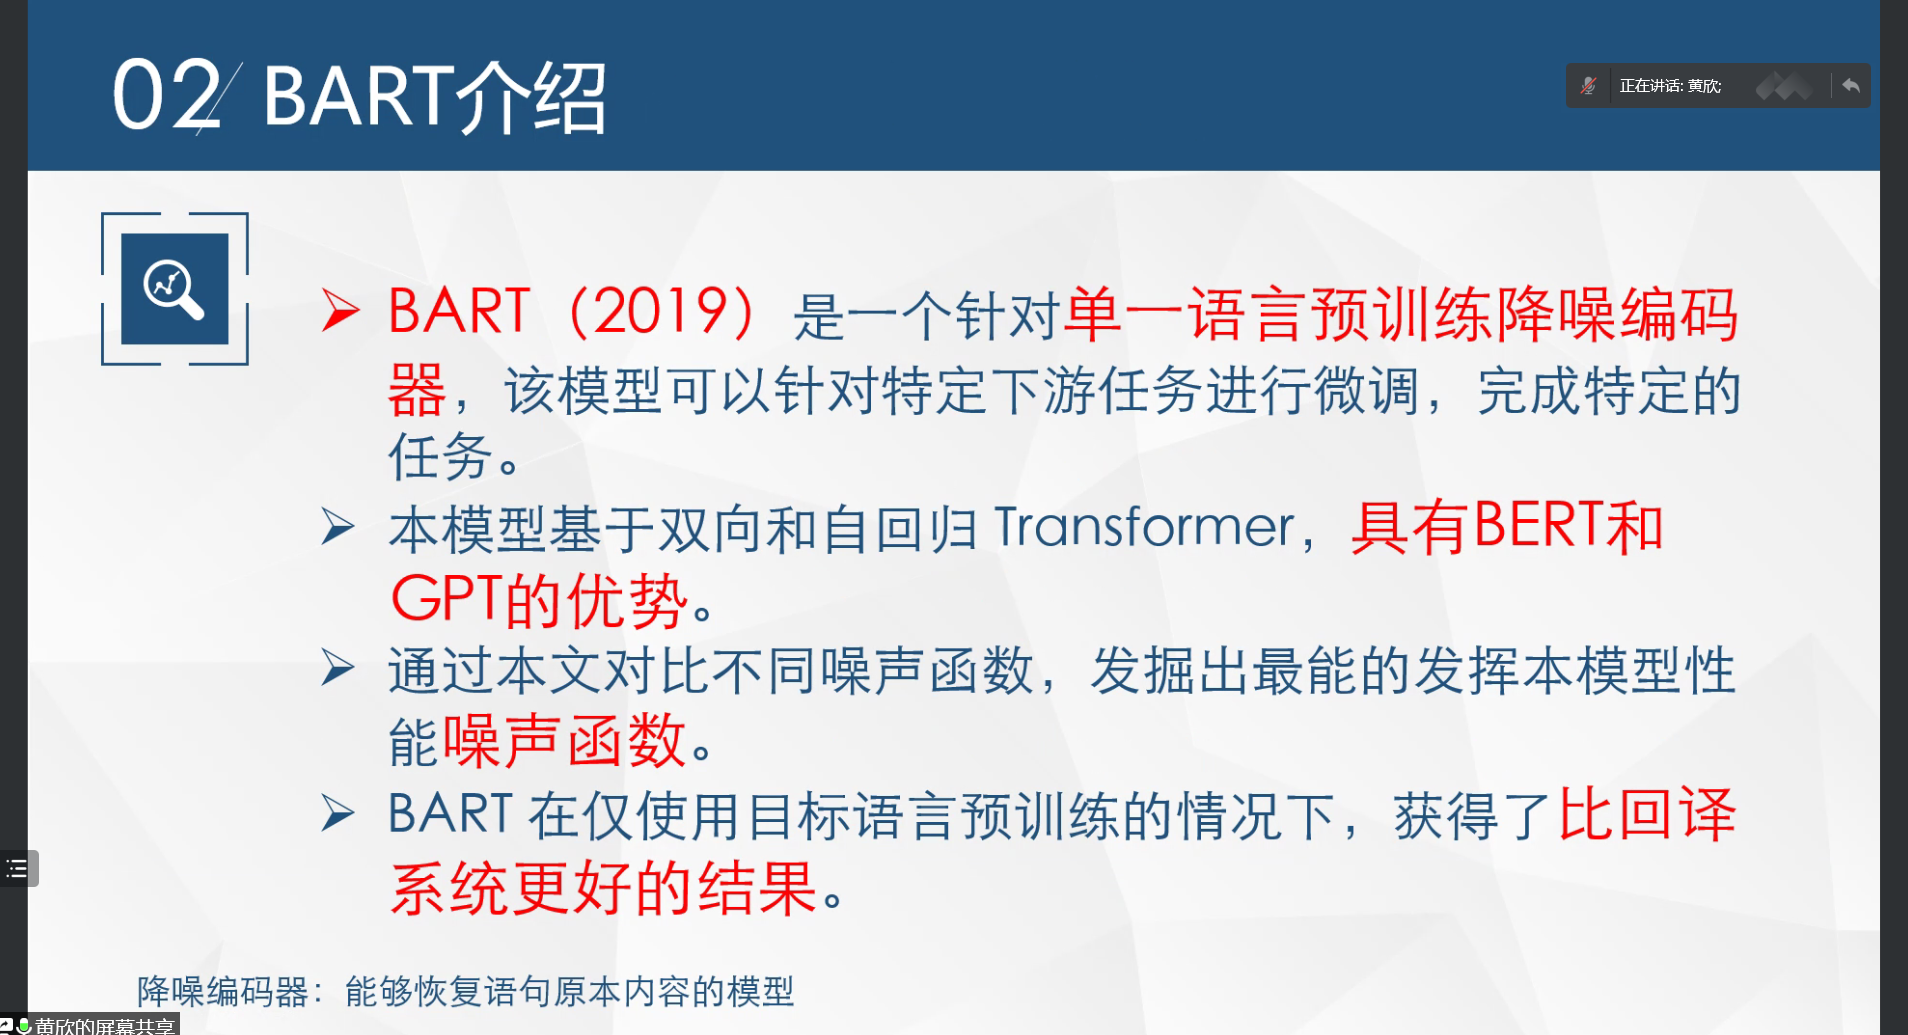 02 BART介绍
正在讲话: 黄欣;
BART（2019）是一个针对单一语言预训练降噪编码
器，该模型可以针对特定下游任务进行微调，完成特定的
任务。
本模型基于双向和自回归 Transformer，具有BERT和
GPT的优势。
通过本文对比不同噪声函数，发掘出最能的发挥本模型性
能噪声函数。
BART 在仅使用目标语言预训练的情况下，获得了比回译
系统更好的结果。
降噪编码器：能够恢复语句原本内容的模型
黄欣的屏幕共享